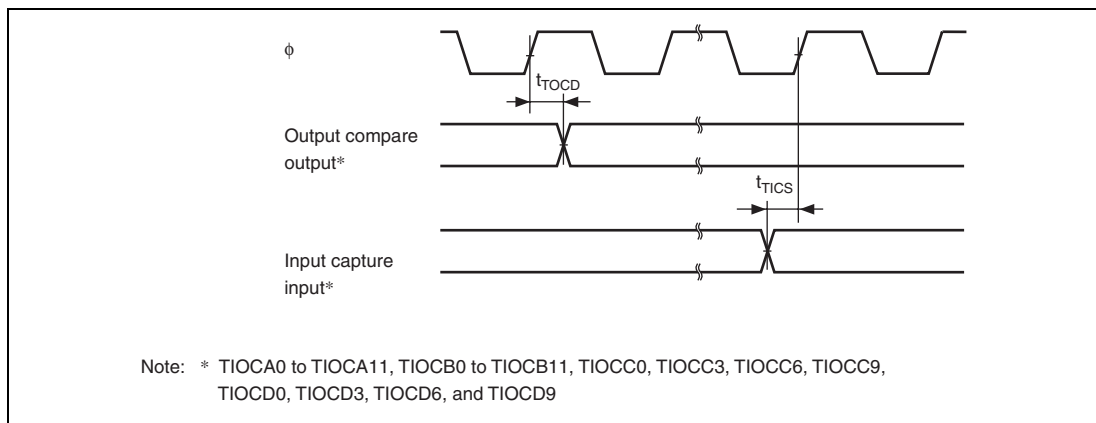 ϕ
tTOCD
Output compare
output*
tTICS
Input capture
input*
Note: * TIOCA0 to TIOCA11, TIOCB0 to TIOCB11, TIOCC0, TIOCC3, TIOCC6, TIOCC9,
TIOCD0, TIOCD3, TIOCD6, and TIOCD9